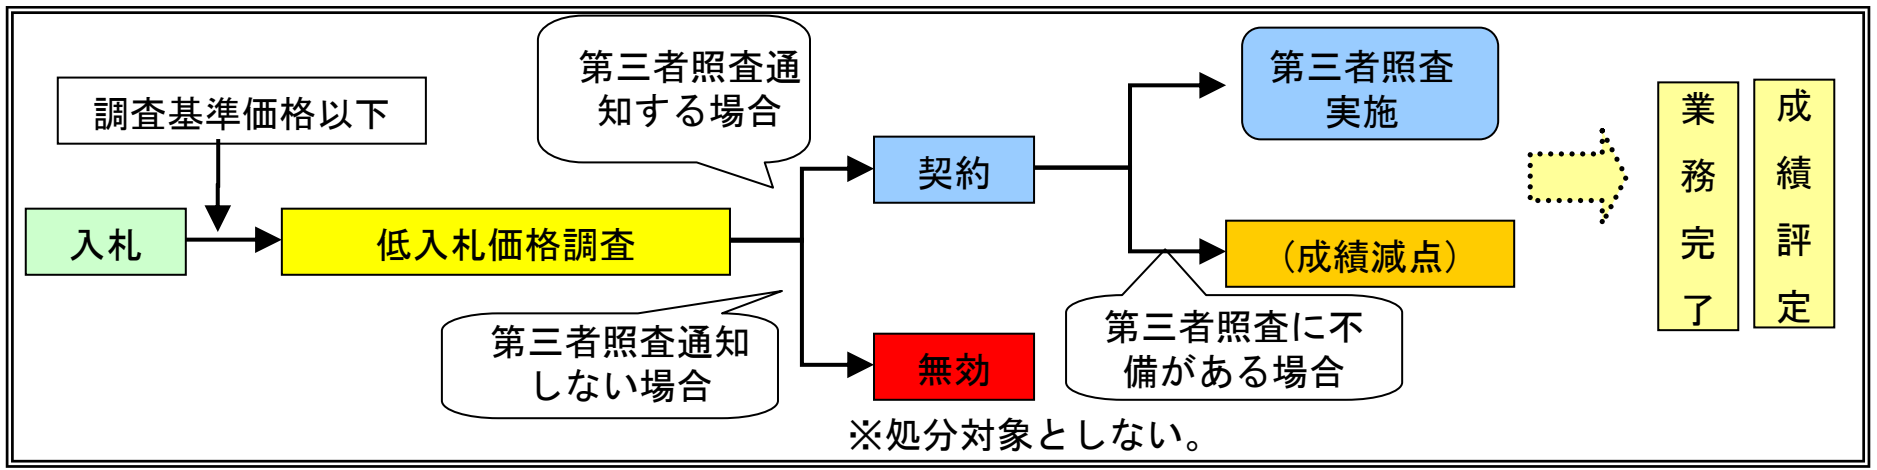 調査基準価格以下
入札
低入札価格調査
第三者照査通
知する場合
第三者照査通知
しない場合
契約
無効
※処分対象としない。
第三者照査
実施
（成績減点）
第三者照査に不
備がある場合
業務完了
成績評定